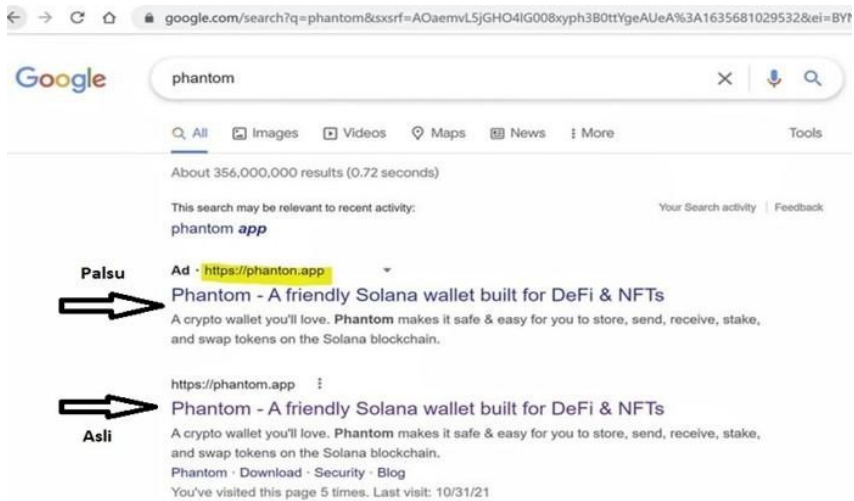 google.com/search?q=phantom&sxsrf=AOaemvL5jGHO4IG008xyph3B0ttYgeAUeA%3A1635681029532&ei=BYN
Google
phantom
All Images Videos Maps News More Tools
About 356,000,000 results (0.72 seconds)
This search may be relevant to recent activity: Your Search activity Feedback
phantom app
Palsu
Ad · https://phanton.app
Phantom - A friendly Solana wallet built for DeFi & NFTs
A crypto wallet you'll love. Phantom makes it safe & easy for you to store, send, receive, stake,
and swap tokens on the Solana blockchain.
https://phantom.app
Phantom - A friendly Solana wallet built for DeFi & NFTs
Asli
A crypto wallet you'll love. Phantom makes it safe & easy for you to store, send, receive, stake,
and swap tokens on the Solana blockchain.
Phantom · Download · Security · Blog
You've visited this page 5 times. Last visit: 10/31/21